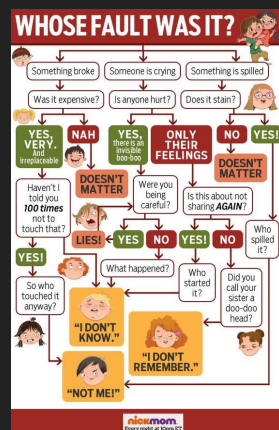 WHOSE FAULT WAS IT?
Something broke
Someone is crying
Something is spilled
Was it expensive?
Is anyone hurt?
Does it stain?
YES,
VERY.
And
irreplaceable
NAH
YES,
there is an
invisible
boo-boo
ONLY
THEIR
FEELINGS
NO
YES!
DOESN'T
MATTER
DOESN'T
MATTER
Haven't I
told you
100 times
not to
touch that?
Were you
being
careful?
Is this about not
sharing AGAIN?
LIES!
YES
NO
YES!
NO
Who
spilled
it?
YES!
What happened?
Who
started
it?
Did you
call your
sister a
doo-doo
head?
So who
touched it
anyway?
"I DON'T
KNOW."
"I DON'T
REMEMBER."
"NOT ME!"
nickmom
Every night at 10pm ET